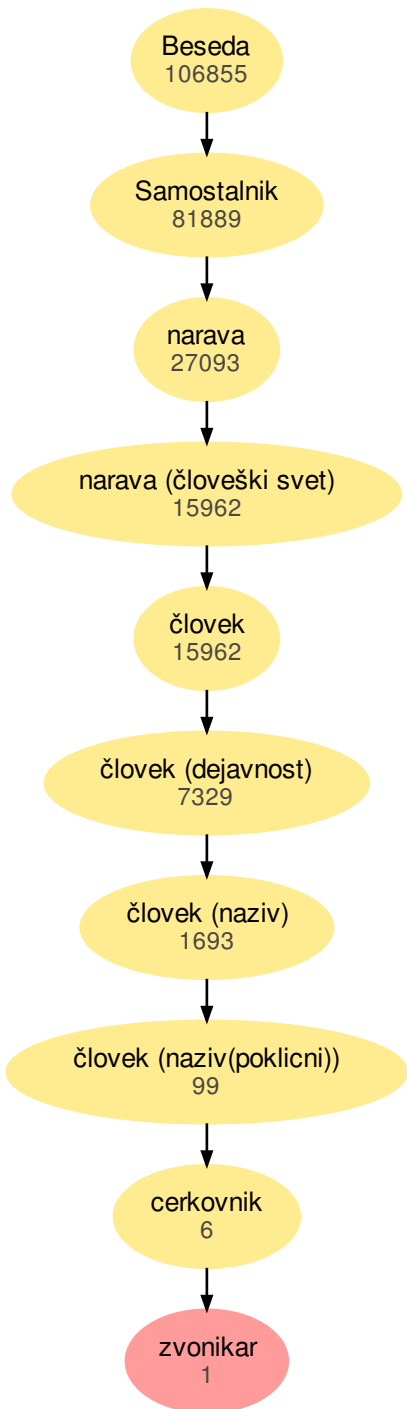 Beseda
106855
Samostalnik
81889
narava
27093
narava (človeški svet)
15962
človek
15962
človek (dejavnost)
7329
človek (naziv)
1693
človek (naziv(poklicni))
99
cerkovnik
6
zvonikar
1